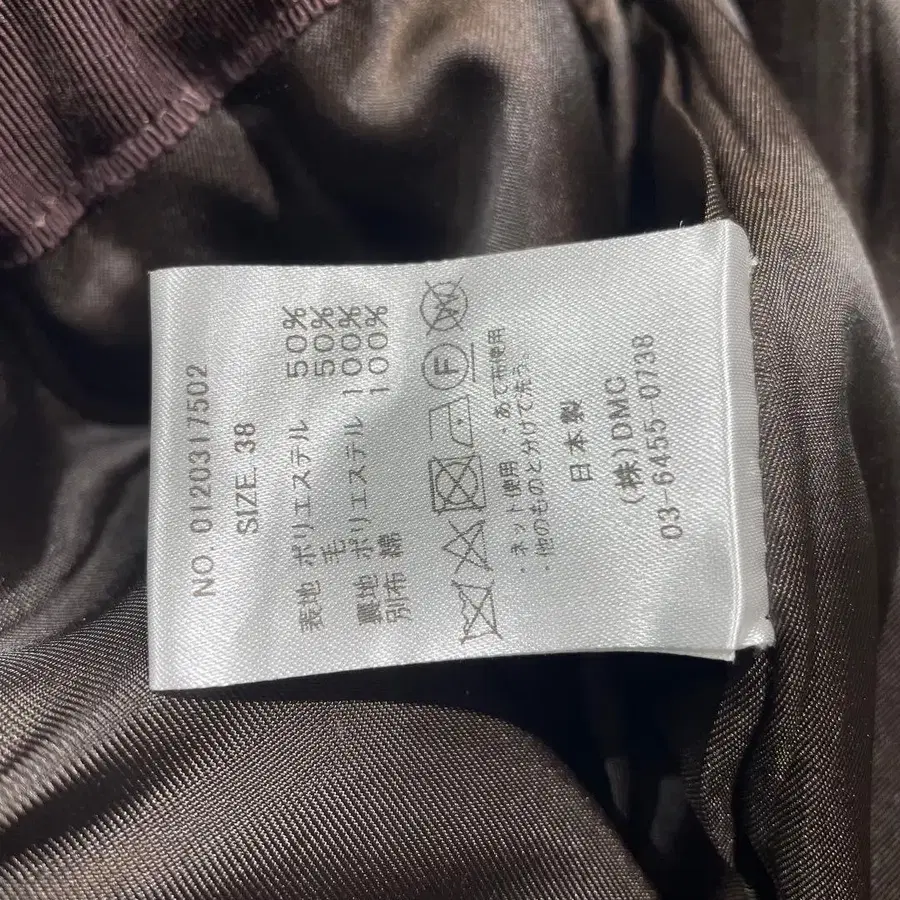 NO. 0120317502
SIZE. 38
表地 ポリエステル 50%
毛 50%
裏地 ポリエステル 100%
別布 綿 100%
F W
・ネット使用 ・あて布使用
・他のものと分けて洗う。
日本製
(株)DMC
03-6455-0738